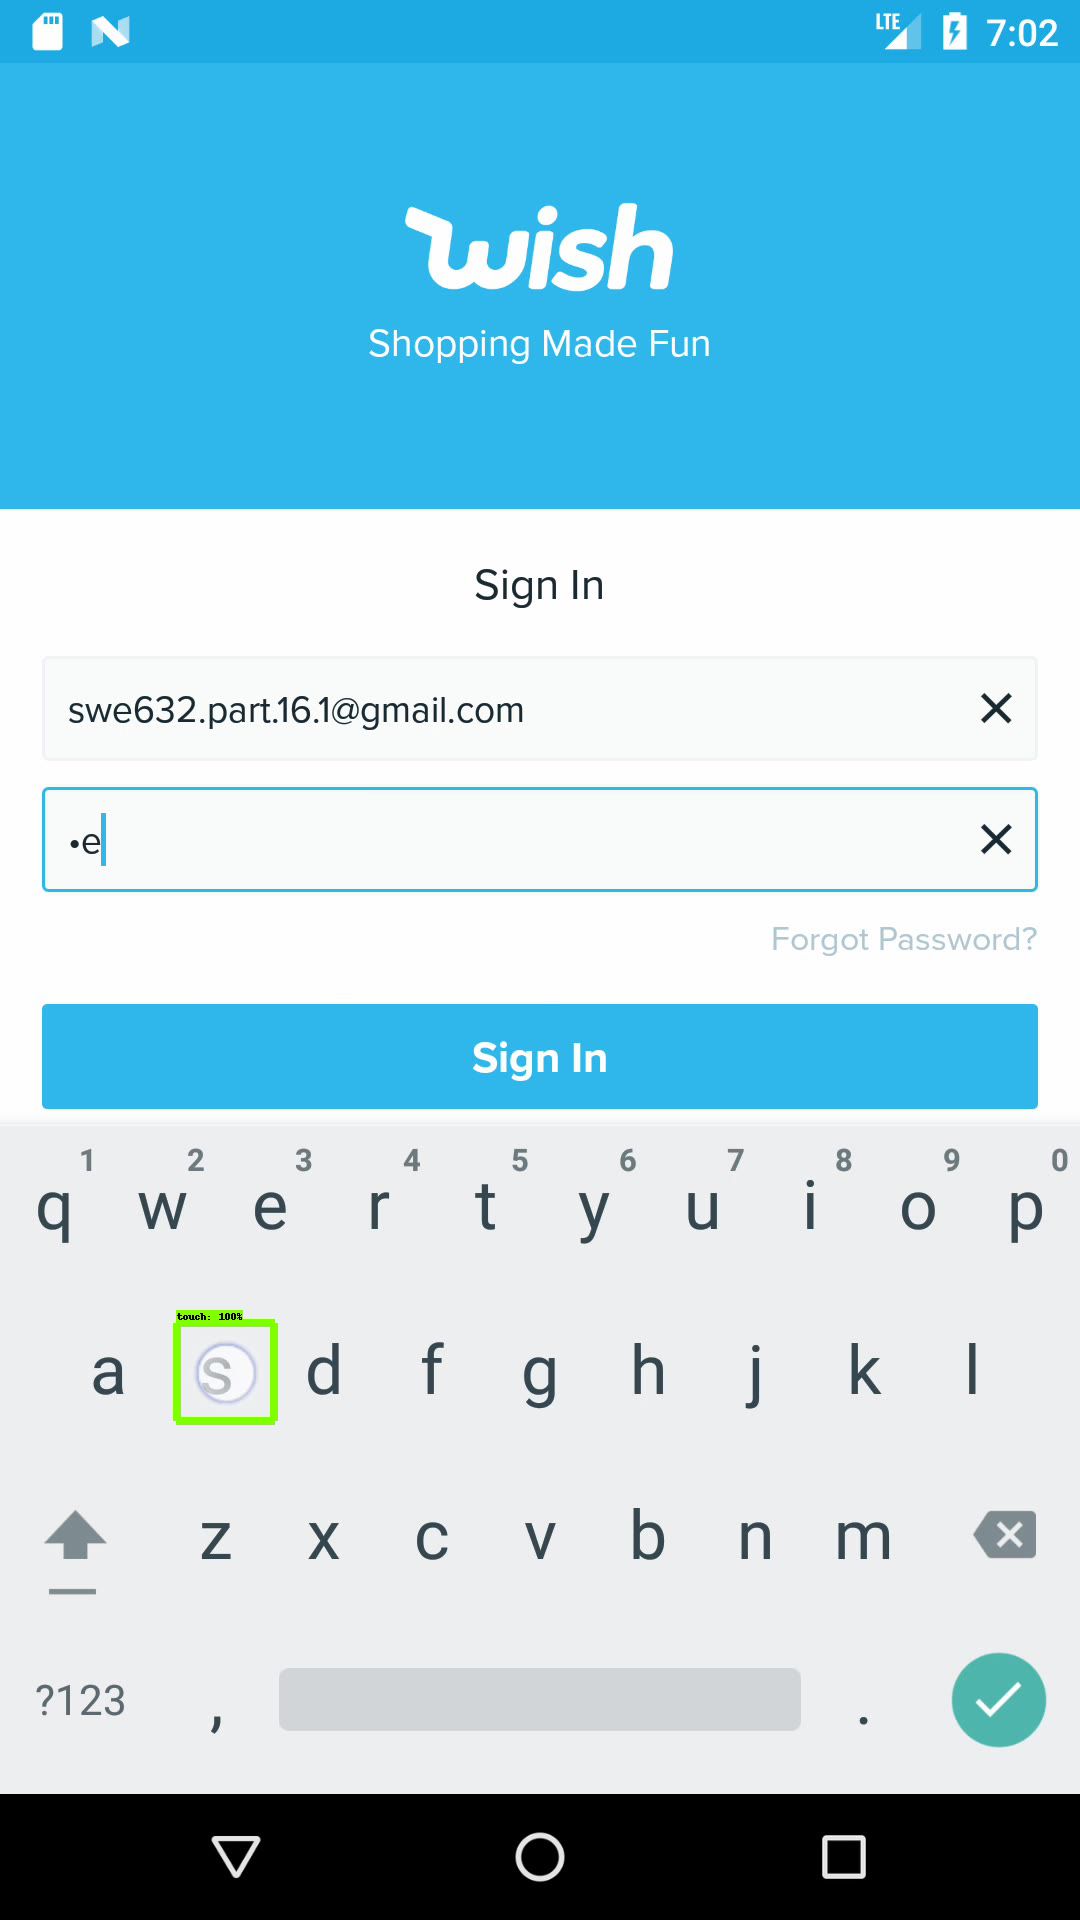 LTE 7:02
wish
Shopping Made Fun
Sign In
swe632.part.16.1@gmail.com
•e
Forgot Password?
Sign In
1 2 3 4 5 6 7 8 9 0
q w e r t y u i o p
touch: 100%
a s d f g h j k l
z x c v b n m
?123 , .